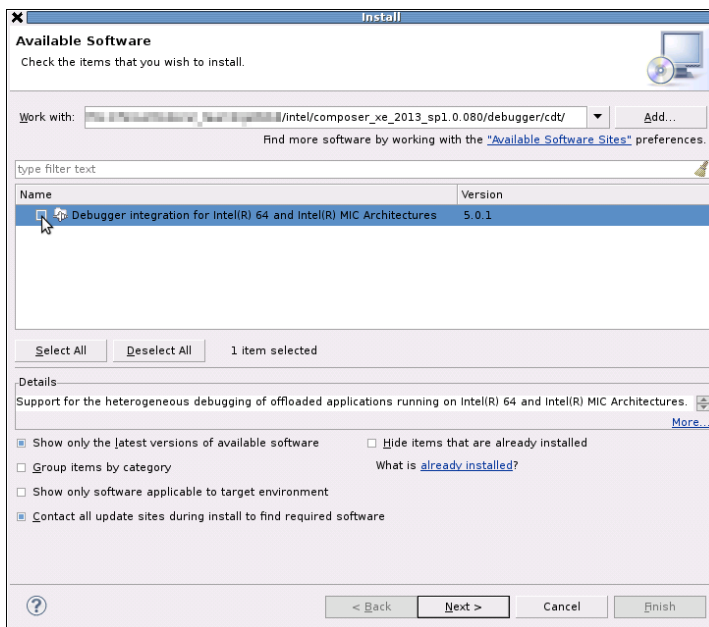 Install
Available Software
Check the items that you wish to install.
Work with: /intel/composer_xe_2013_sp1.0.080/debugger/cdt/ Add...
Find more software by working with the "Available Software Sites" preferences.
type filter text
Name Version
Debugger integration for Intel(R) 64 and Intel(R) MIC Architectures 5.0.1
Select All Deselect All 1 item selected
Details
Support for the heterogeneous debugging of offloaded applications running on Intel(R) 64 and Intel(R) MIC Architectures.
More...
Show only the latest versions of available software Hide items that are already installed
Group items by category What is already installed?
Show only software applicable to target environment
Contact all update sites during install to find required software
? < Back Next > Cancel Finish